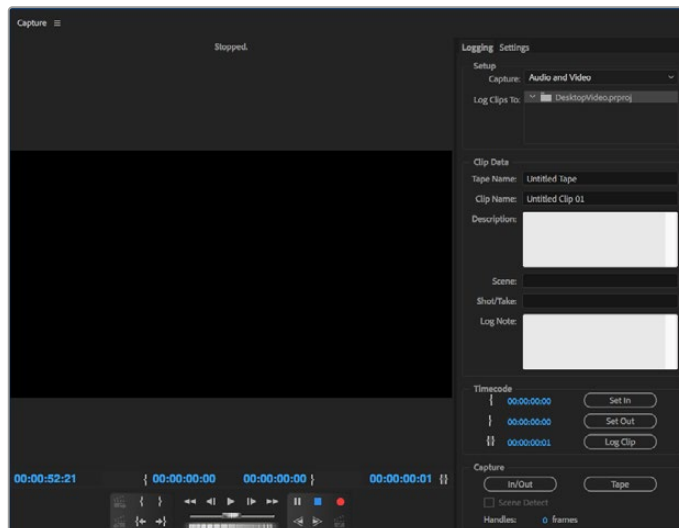 Capture
Stopped.
Logging Settings
Setup
Capture: Audio and Video
Log Clips To: DesktopVideo.prproj
Clip Data
Tape Name: Untitled Tape
Clip Name: Untitled Clip 01
Description:
Scene:
Shot/Take:
Log Note:
Timecode
{ 00:00:00:00 Set In
} 00:00:00:00 Set Out
{} 00:00:00:01 Log Clip
00:00:52:21 { 00:00:00:00 00:00:00:00 } 00:00:00:01 {}
Capture
In/Out Tape
Scene Detect
Handles: 0 frames